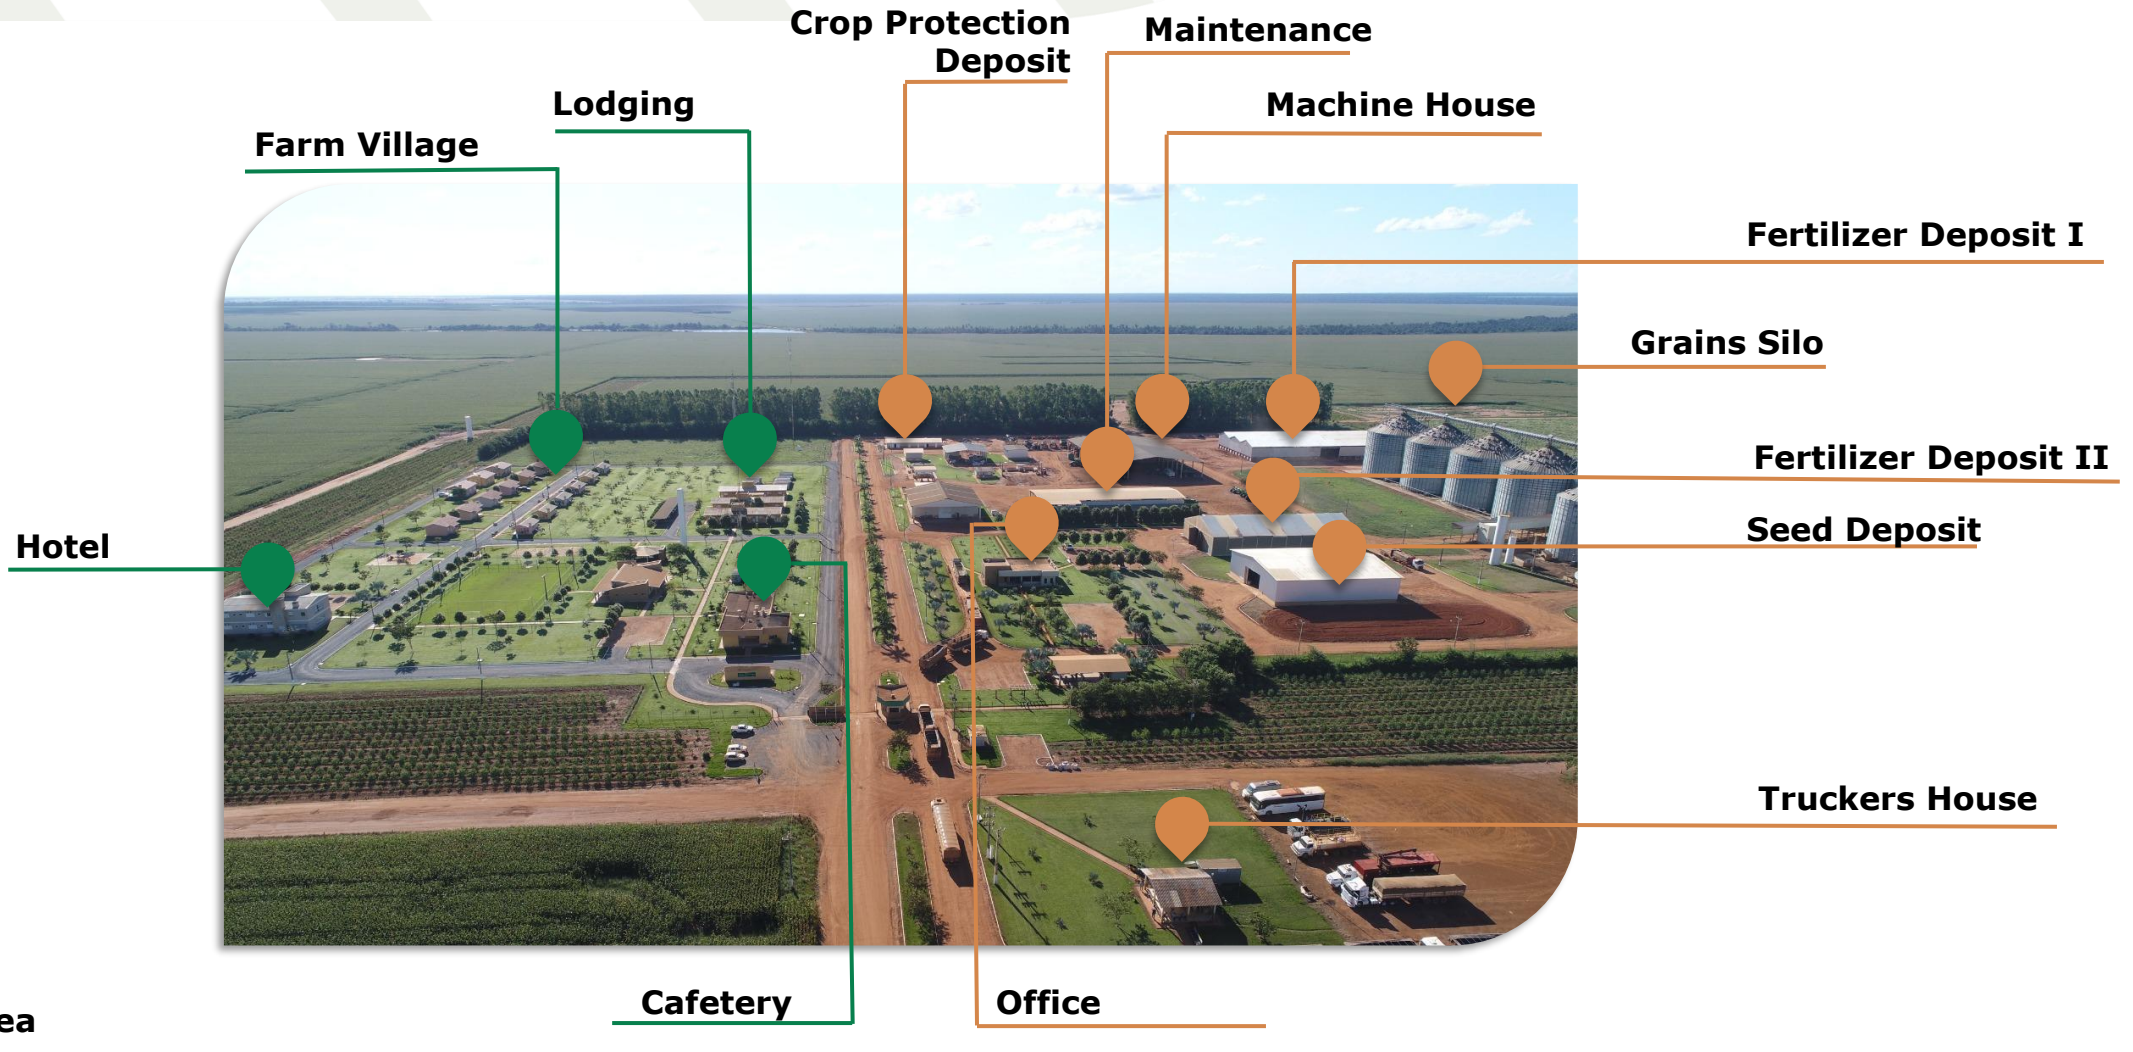 Crop Protection
Deposit
Maintenance
Lodging
Machine House
Farm Village
Fertilizer Deposit I
Grains Silo
Fertilizer Deposit II
Seed Deposit
Hotel
Truckers House
Cafetery
Office
ea